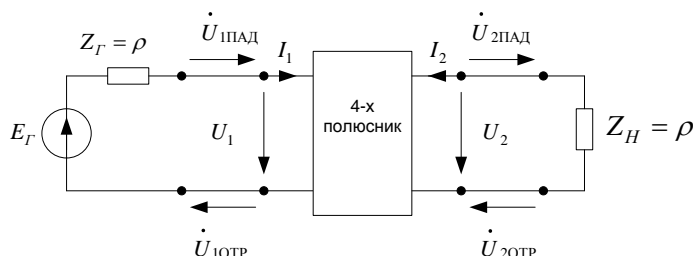 Z_Г = ρ
U̇_1ПАД
I_1
I_2
U̇_2ПАД
E_Г
U_1
4-х
полюсник
U_2
Z_Н = ρ
U̇_1ОТР
U̇_2ОТР